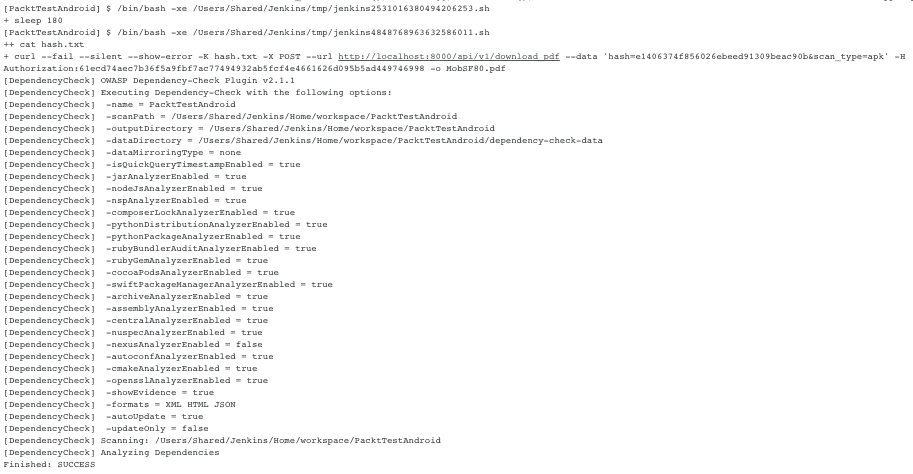 [PacktTestAndroid] $ /bin/bash -xe /Users/Shared/Jenkins/tmp/jenkins2531016380494206253.sh
+ sleep 180
[PacktTestAndroid] $ /bin/bash -xe /Users/Shared/Jenkins/tmp/jenkins4848768963632586011.sh
++ cat hash.txt
+ curl --fail --silent --show-error -K hash.txt -X POST --url http://localhost:8000/api/v1/download_pdf --data 'hash=e1406374f856026ebeed91309beac90b&scan_type=apk' -H
Authorization:61ecd74aec7b36f5a9fbf7ac77494932ab5fcf4e4661626d095b5ad449746998 -o MobSF80.pdf
[DependencyCheck] OWASP Dependency-Check Plugin v2.1.1
[DependencyCheck] Executing Dependency-Check with the following options:
[DependencyCheck]  -name = PacktTestAndroid
[DependencyCheck]  -scanPath = /Users/Shared/Jenkins/Home/workspace/PacktTestAndroid
[DependencyCheck]  -outputDirectory = /Users/Shared/Jenkins/Home/workspace/PacktTestAndroid
[DependencyCheck]  -dataDirectory = /Users/Shared/Jenkins/Home/workspace/PacktTestAndroid/dependency-check-data
[DependencyCheck]  -dataMirroringType = none
[DependencyCheck]  -isQuickQueryTimestampEnabled = true
[DependencyCheck]  -jarAnalyzerEnabled = true
[DependencyCheck]  -nodeJsAnalyzerEnabled = true
[DependencyCheck]  -nspAnalyzerEnabled = true
[DependencyCheck]  -composerLockAnalyzerEnabled = true
[DependencyCheck]  -pythonDistributionAnalyzerEnabled = true
[DependencyCheck]  -pythonPackageAnalyzerEnabled = true
[DependencyCheck]  -rubyBundlerAuditAnalyzerEnabled = true
[DependencyCheck]  -rubyGemAnalyzerEnabled = true
[DependencyCheck]  -cocoaPodsAnalyzerEnabled = true
[DependencyCheck]  -swiftPackageManagerAnalyzerEnabled = true
[DependencyCheck]  -archiveAnalyzerEnabled = true
[DependencyCheck]  -assemblyAnalyzerEnabled = true
[DependencyCheck]  -centralAnalyzerEnabled = true
[DependencyCheck]  -nuspecAnalyzerEnabled = true
[DependencyCheck]  -nexusAnalyzerEnabled = false
[DependencyCheck]  -autoconfAnalyzerEnabled = true
[DependencyCheck]  -cmakeAnalyzerEnabled = true
[DependencyCheck]  -opensslAnalyzerEnabled = true
[DependencyCheck]  -showEvidence = true
[DependencyCheck]  -formats = XML HTML JSON
[DependencyCheck]  -autoUpdate = true
[DependencyCheck]  -updateOnly = false
[DependencyCheck] Scanning: /Users/Shared/Jenkins/Home/workspace/PacktTestAndroid
[DependencyCheck] Analyzing Dependencies
Finished: SUCCESS